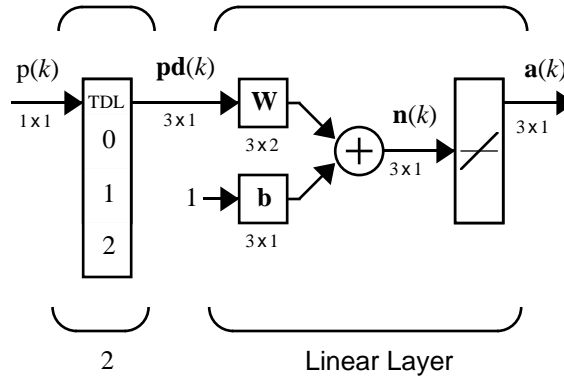 p(k)
1 x 1
TDL
0
1
2
pd(k)
3 x 1
W
3 x 2
1
b
3 x 1
n(k)
3 x 1
a(k)
3 x 1
2
Linear Layer